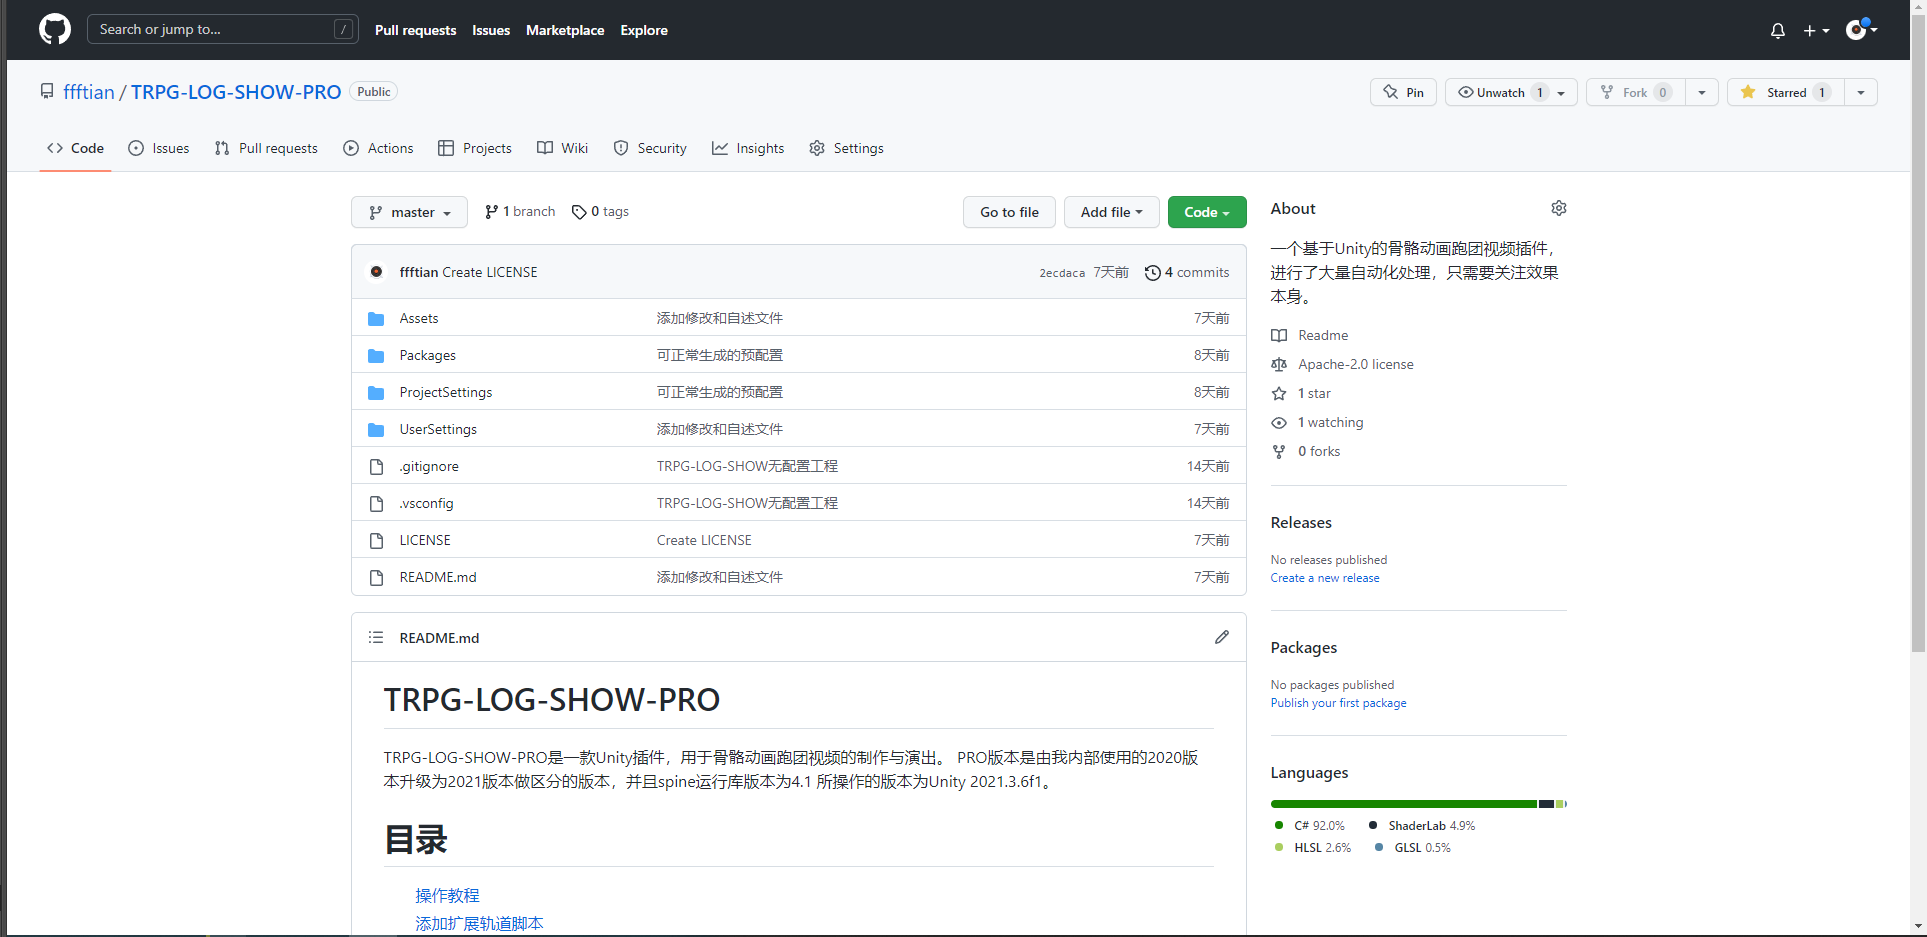 Search or jump to... /
Pull requests Issues Marketplace Explore
ffftian / TRPG-LOG-SHOW-PRO Public
Pin Unwatch 1 Fork 0 Starred 1
Code Issues Pull requests Actions Projects Wiki Security Insights Settings
master 1 branch 0 tags Go to file Add file Code
ffftian Create LICENSE 2ecdaca 7天前 4 commits
Assets 添加修改和自述文件 7天前
Packages 可正常生成的预配置 8天前
ProjectSettings 可正常生成的预配置 8天前
UserSettings 添加修改和自述文件 7天前
.gitignore TRPG-LOG-SHOW无配置工程 14天前
.vsconfig TRPG-LOG-SHOW无配置工程 14天前
LICENSE Create LICENSE 7天前
README.md 添加修改和自述文件 7天前
README.md
TRPG-LOG-SHOW-PRO
TRPG-LOG-SHOW-PRO是一款Unity插件，用于骨骼动画跑团视频的制作与演出。 PRO版本是由我内部使用的2020版
本升级为2021版本做区分的版本，并且spine运行库版本为4.1 所操作的版本为Unity 2021.3.6f1。
目录
操作教程
添加扩展轨道脚本
About
一个基于Unity的骨骼动画跑团视频插件，
进行了大量自动化处理，只需要关注效果
本身。
Readme
Apache-2.0 license
1 star
1 watching
0 forks
Releases
No releases published
Create a new release
Packages
No packages published
Publish your first package
Languages
C# 92.0% ShaderLab 4.9%
HLSL 2.6% GLSL 0.5%